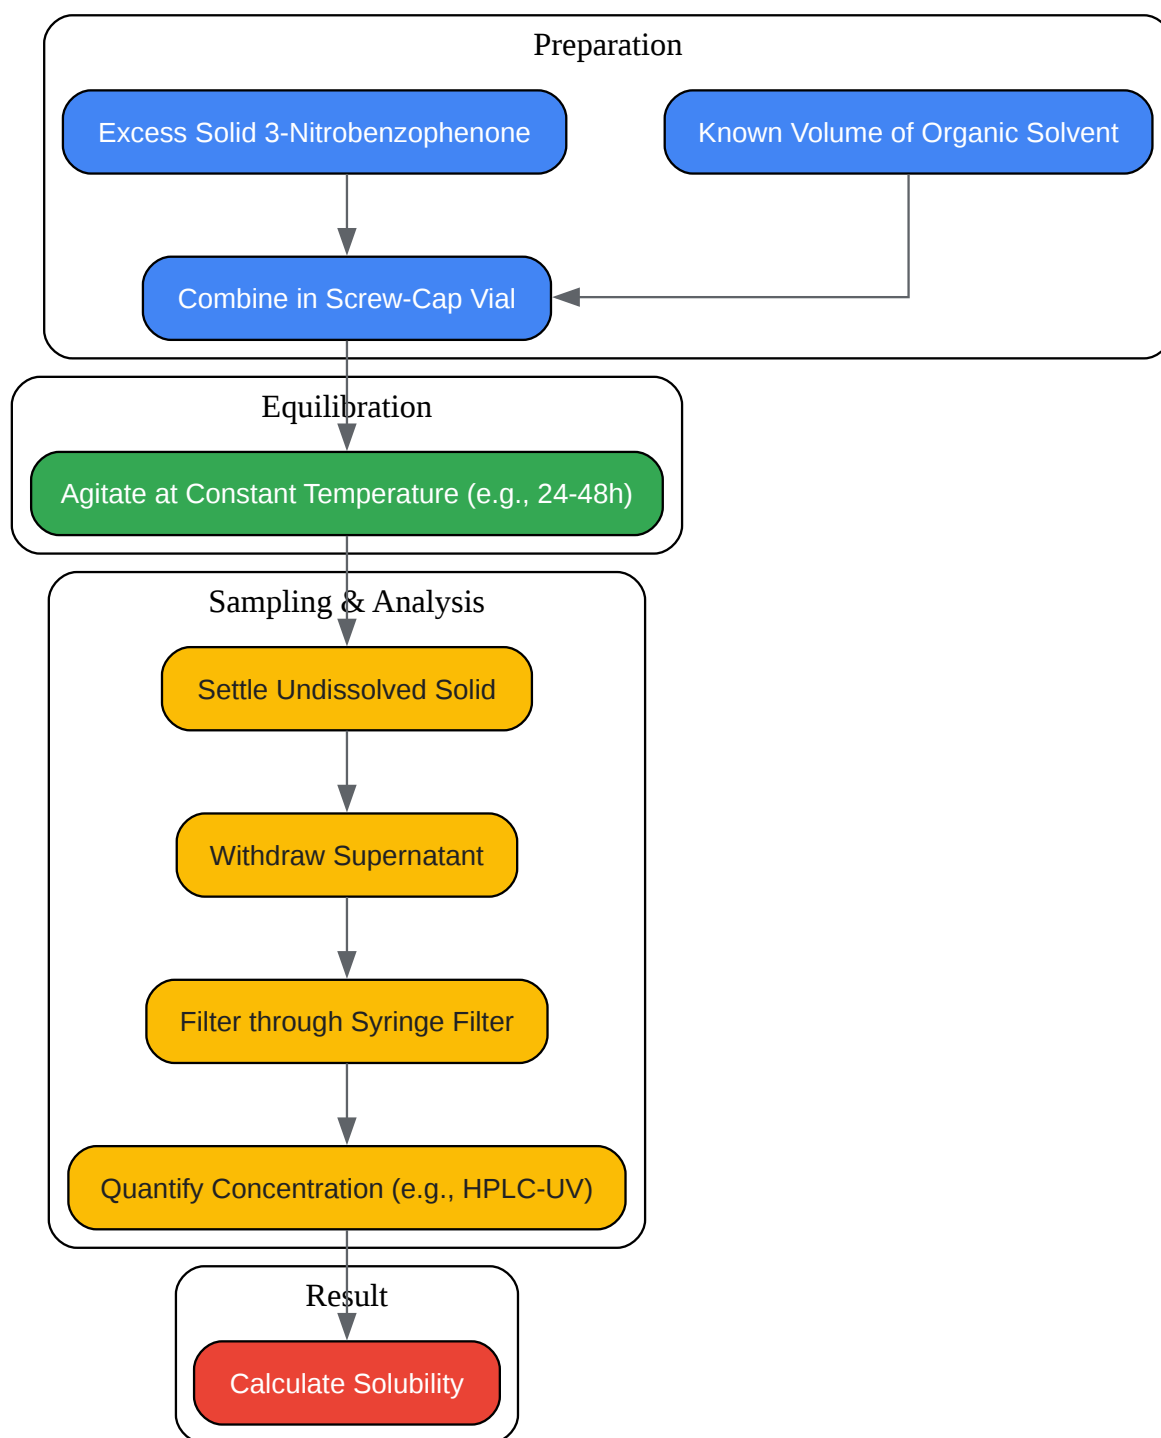 Preparation
Excess Solid 3-Nitrobenzophenone
Known Volume of Organic Solvent
Combine in Screw-Cap Vial
Equilibration
Agitate at Constant Temperature (e.g., 24-48h)
Sampling & Analysis
Settle Undissolved Solid
Withdraw Supernatant
Filter through Syringe Filter
Quantify Concentration (e.g., HPLC-UV)
Result
Calculate Solubility